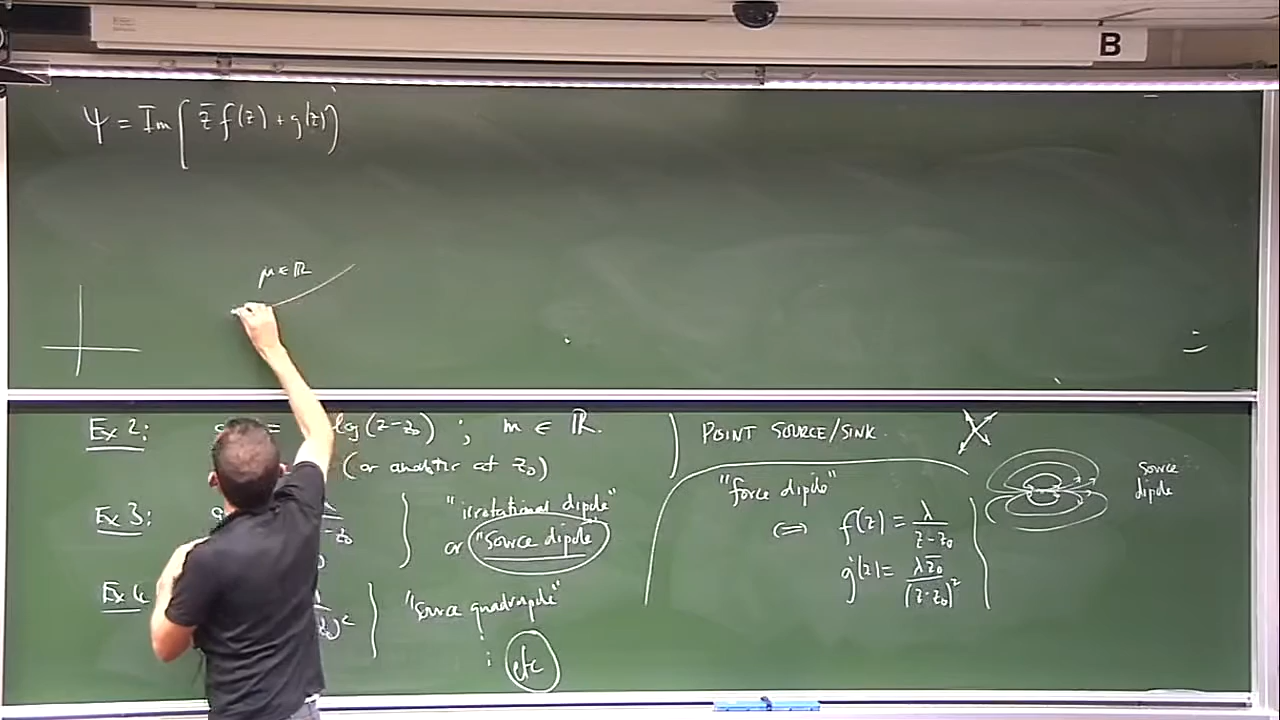 B
Ψ = Im[ z̄ f(z) + g(z) ]
μ ∈ ℝ
Ex 2: = log(z-z₀) ; m ∈ ℝ.
(or analytic at z₀)
Ex 3:
"irrotational dipole"
or "source dipole"
Ex 4
"source quadrupole"
etc
POINT SOURCE/SINK.
"force dipole"
⇔ f(z) = λ/(z-z₀)
g'(z) = λz̄₀/(z-z₀)²
source
dipole